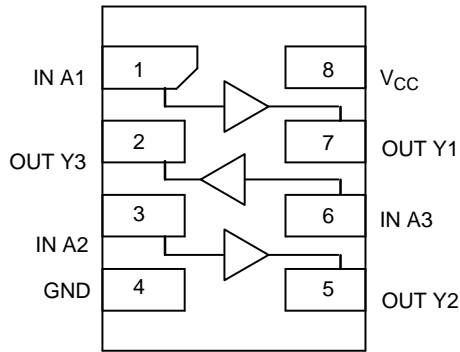 IN A1 1 8 VCC
OUT Y3 2 7 OUT Y1
IN A2 3 6 IN A3
GND 4 5 OUT Y2